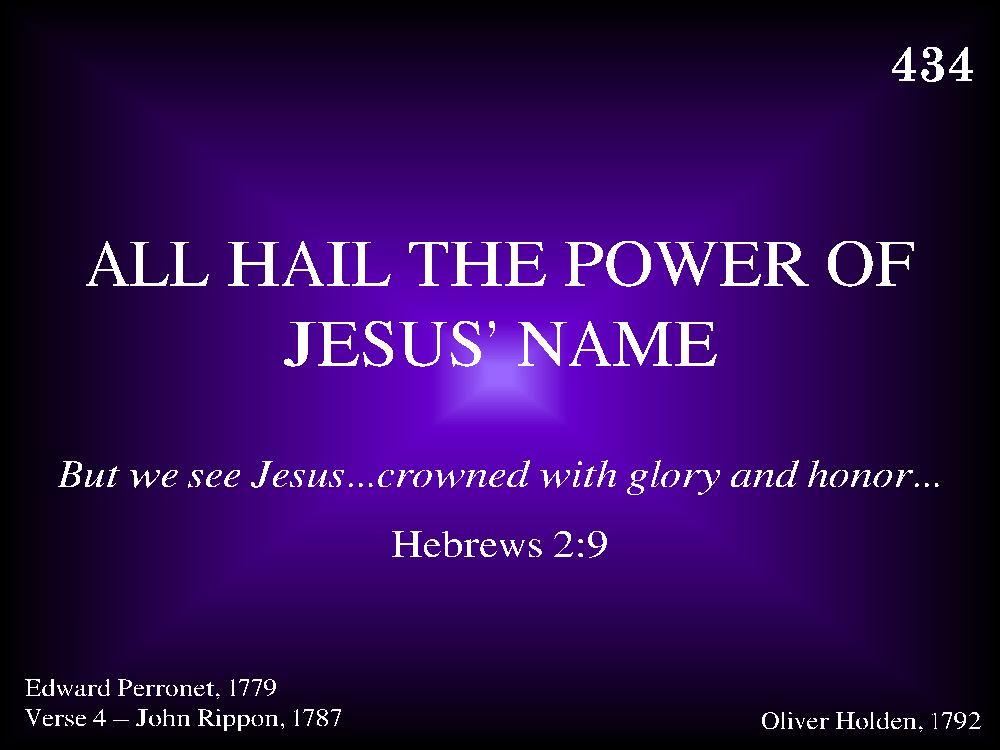 434
ALL HAIL THE POWER OF
JESUS’ NAME
But we see Jesus...crowned with glory and honor...
Hebrews 2:9
Edward Perronet, 1779
Verse 4 – John Rippon, 1787
Oliver Holden, 1792